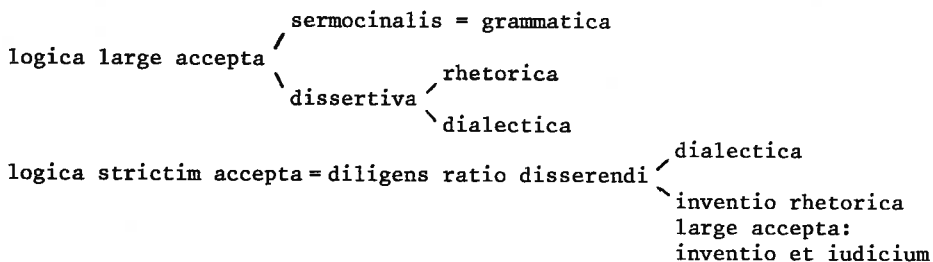 sermocinalis = grammatica
logica large accepta
rhetorica
dissertiva
dialectica
dialectica
logica strictim accepta = diligens ratio disserendi
inventio rhetorica
large accepta:
inventio et iudicium